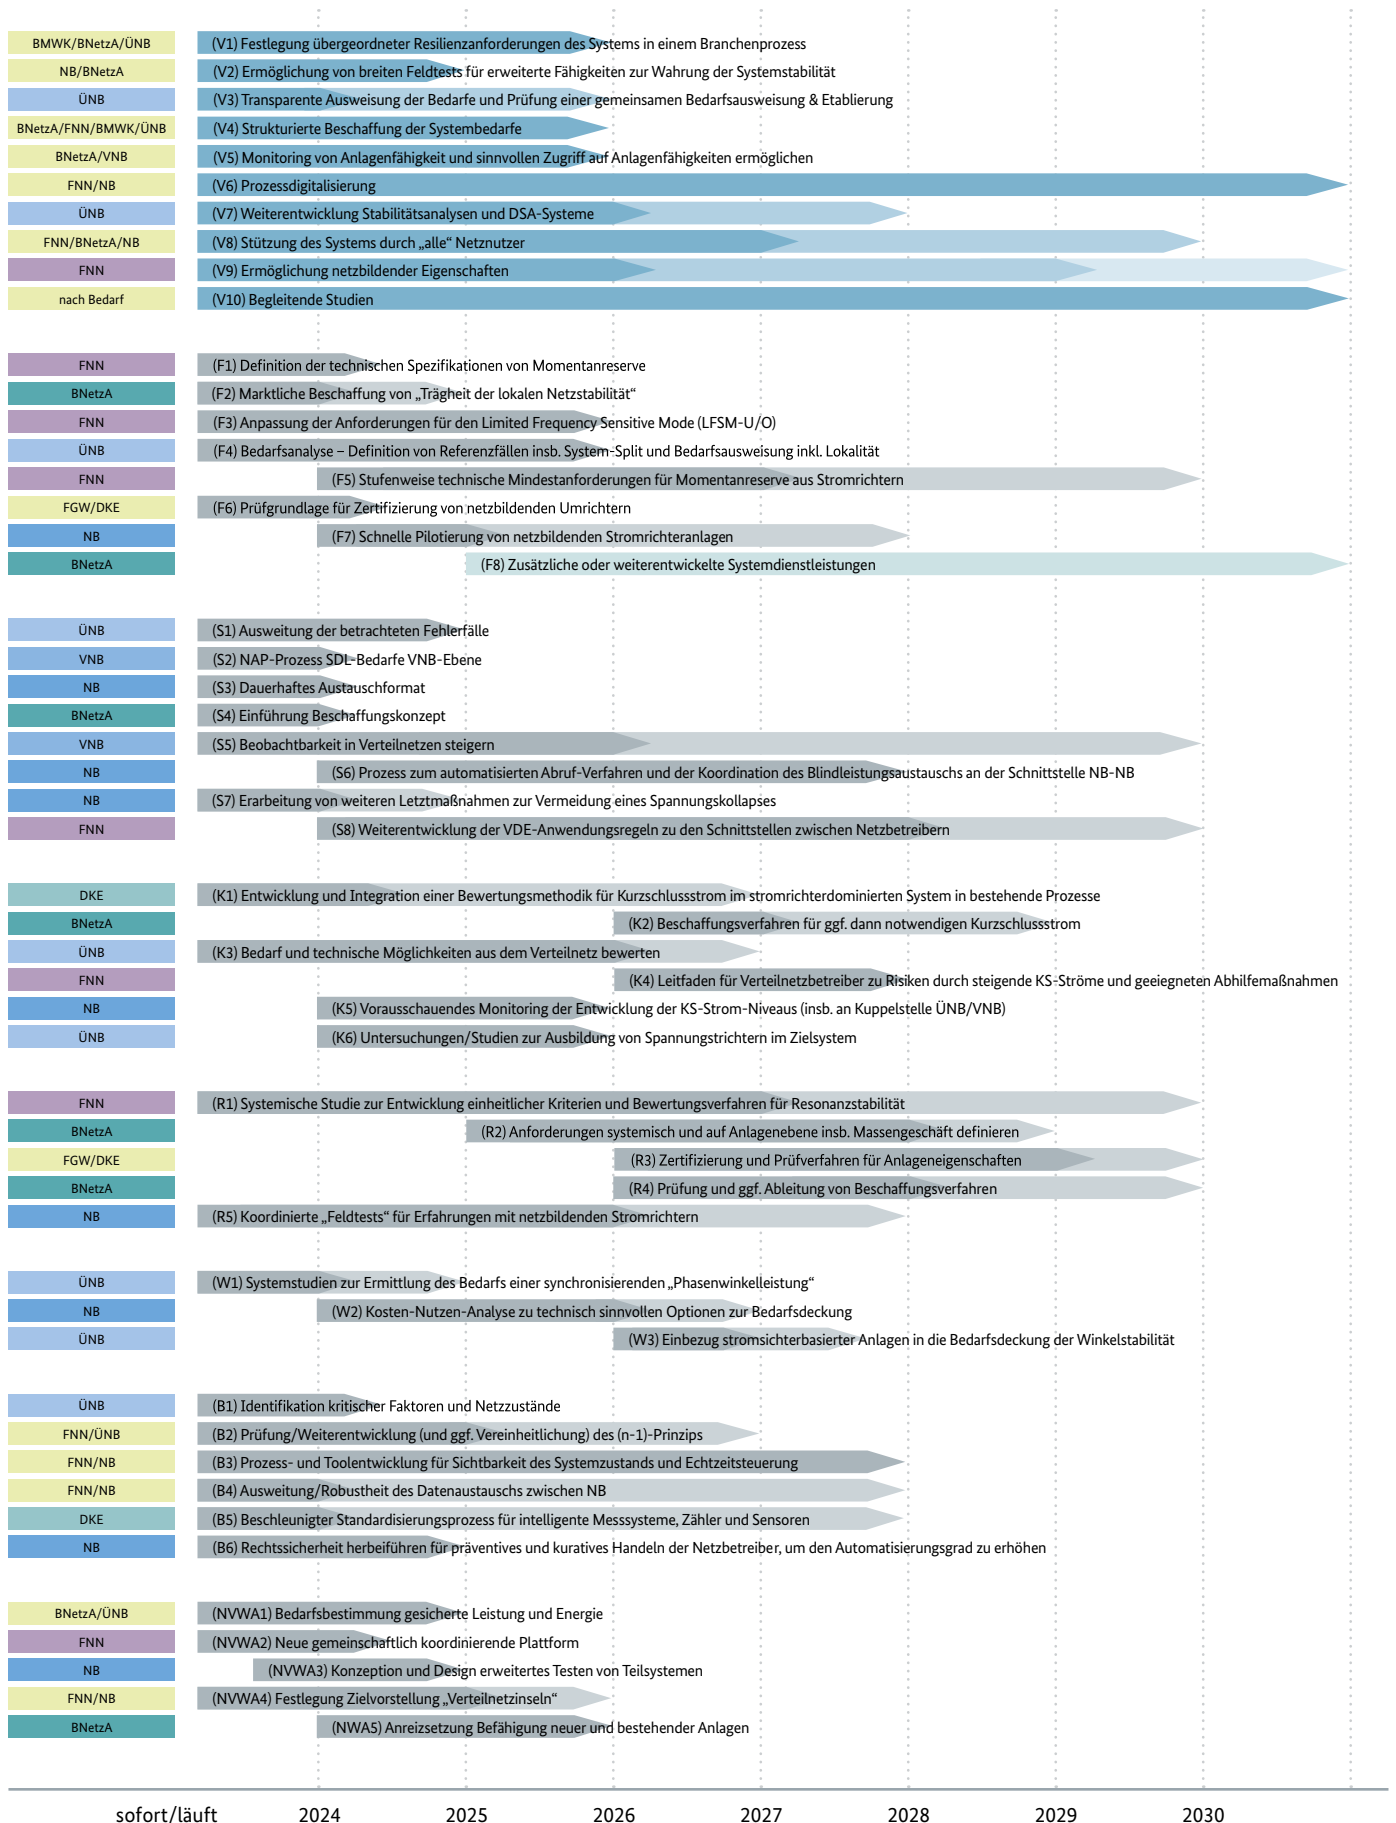 BMWK/BNetzA/ÜNB (V1) Festlegung übergeordneter Resilienzanforderungen des Systems in einem Branchenprozess
NB/BNetzA (V2) Ermöglichung von breiten Feldtests für erweiterte Fähigkeiten zur Wahrung der Systemstabilität
ÜNB (V3) Transparente Ausweisung der Bedarfe und Prüfung einer gemeinsamen Bedarfsausweisung & Etablierung
BNetzA/FNN/BMWK/ÜNB (V4) Strukturierte Beschaffung der Systembedarfe
BNetzA/VNB (V5) Monitoring von Anlagenfähigkeit und sinnvollen Zugriff auf Anlagenfähigkeiten ermöglichen
FNN/NB (V6) Prozessdigitalisierung
ÜNB (V7) Weiterentwicklung Stabilitätsanalysen und DSA-Systeme
FNN/BNetzA/NB (V8) Stützung des Systems durch „alle“ Netznutzer
FNN (V9) Ermöglichung netzbildender Eigenschaften
nach Bedarf (V10) Begleitende Studien
FNN (F1) Definition der technischen Spezifikationen von Momentanreserve
BNetzA (F2) Marktliche Beschaffung von „Trägheit der lokalen Netzstabilität“
FNN (F3) Anpassung der Anforderungen für den Limited Frequency Sensitive Mode (LFSM-U/O)
ÜNB (F4) Bedarfsanalyse – Definition von Referenzfällen insb. System-Split und Bedarfsausweisung inkl. Lokalität
FNN (F5) Stufenweise technische Mindestanforderungen für Momentanreserve aus Stromrichtern
FGW/DKE (F6) Prüfgrundlage für Zertifizierung von netzbildenden Umrichtern
NB (F7) Schnelle Pilotierung von netzbildenden Stromrichteranlagen
BNetzA (F8) Zusätzliche oder weiterentwickelte Systemdienstleistungen
ÜNB (S1) Ausweitung der betrachteten Fehlerfälle
VNB (S2) NAP-Prozess SDL-Bedarfe VNB-Ebene
NB (S3) Dauerhaftes Austauschformat
BNetzA (S4) Einführung Beschaffungskonzept
VNB (S5) Beobachtbarkeit in Verteilnetzen steigern
NB (S6) Prozess zum automatisierten Abruf-Verfahren und der Koordination des Blindleistungsaustauschs an der Schnittstelle NB-NB
NB (S7) Erarbeitung von weiteren Letztmaßnahmen zur Vermeidung eines Spannungskollapses
FNN (S8) Weiterentwicklung der VDE-Anwendungsregeln zu den Schnittstellen zwischen Netzbetreibern
DKE (K1) Entwicklung und Integration einer Bewertungsmethodik für Kurzschlussstrom im stromrichterdominierten System in bestehende Prozesse
BNetzA (K2) Beschaffungsverfahren für ggf. dann notwendigen Kurzschlussstrom
ÜNB (K3) Bedarf und technische Möglichkeiten aus dem Verteilnetz bewerten
FNN (K4) Leitfaden für Verteilnetzbetreiber zu Risiken durch steigende KS-Ströme und geeiegneten Abhilfemaßnahmen
NB (K5) Vorausschauendes Monitoring der Entwicklung der KS-Strom-Niveaus (insb. an Kuppelstelle ÜNB/VNB)
ÜNB (K6) Untersuchungen/Studien zur Ausbildung von Spannungstrichtern im Zielsystem
FNN (R1) Systemische Studie zur Entwicklung einheitlicher Kriterien und Bewertungsverfahren für Resonanzstabilität
BNetzA (R2) Anforderungen systemisch und auf Anlagenebene insb. Massengeschäft definieren
FGW/DKE (R3) Zertifizierung und Prüfverfahren für Anlageneigenschaften
BNetzA (R4) Prüfung und ggf. Ableitung von Beschaffungsverfahren
NB (R5) Koordinierte „Feldtests“ für Erfahrungen mit netzbildenden Stromrichtern
ÜNB (W1) Systemstudien zur Ermittlung des Bedarfs einer synchronisierenden „Phasenwinkelleistung“
NB (W2) Kosten-Nutzen-Analyse zu technisch sinnvollen Optionen zur Bedarfsdeckung
ÜNB (W3) Einbezug stromsichterbasierter Anlagen in die Bedarfsdeckung der Winkelstabilität
ÜNB (B1) Identifikation kritischer Faktoren und Netzzustände
FNN/ÜNB (B2) Prüfung/Weiterentwicklung (und ggf. Vereinheitlichung) des (n-1)-Prinzips
FNN/NB (B3) Prozess- und Toolentwicklung für Sichtbarkeit des Systemzustands und Echtzeitsteuerung
FNN/NB (B4) Ausweitung/Robustheit des Datenaustauschs zwischen NB
DKE (B5) Beschleunigter Standardisierungsprozess für intelligente Messsysteme, Zähler und Sensoren
NB (B6) Rechtssicherheit herbeiführen für präventives und kuratives Handeln der Netzbetreiber, um den Automatisierungsgrad zu erhöhen
BNetzA/ÜNB (NVWA1) Bedarfsbestimmung gesicherte Leistung und Energie
FNN (NVWA2) Neue gemeinschaftlich koordinierende Plattform
NB (NVWA3) Konzeption und Design erweitertes Testen von Teilsystemen
FNN/NB (NVWA4) Festlegung Zielvorstellung „Verteilnetzinseln“
BNetzA (NWA5) Anreizsetzung Befähigung neuer und bestehender Anlagen
sofort/läuft 2024 2025 2026 2027 2028 2029 2030